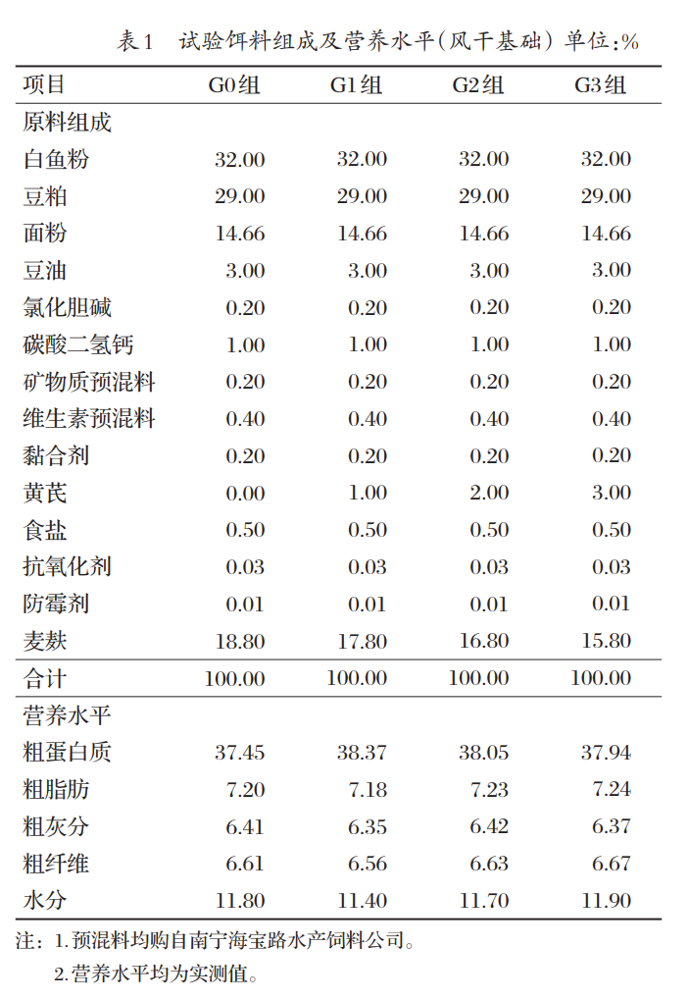 表1 试验饵料组成及营养水平(风干基础) 单位:%
项目 G0组 G1组 G2组 G3组
原料组成
白鱼粉 32.00 32.00 32.00 32.00
豆粕 29.00 29.00 29.00 29.00
面粉 14.66 14.66 14.66 14.66
豆油 3.00 3.00 3.00 3.00
氯化胆碱 0.20 0.20 0.20 0.20
碳酸二氢钙 1.00 1.00 1.00 1.00
矿物质预混料 0.20 0.20 0.20 0.20
维生素预混料 0.40 0.40 0.40 0.40
黏合剂 0.20 0.20 0.20 0.20
黄芪 0.00 1.00 2.00 3.00
食盐 0.50 0.50 0.50 0.50
抗氧化剂 0.03 0.03 0.03 0.03
防霉剂 0.01 0.01 0.01 0.01
麦麸 18.80 17.80 16.80 15.80
合计 100.00 100.00 100.00 100.00
营养水平
粗蛋白质 37.45 38.37 38.05 37.94
粗脂肪 7.20 7.18 7.23 7.24
粗灰分 6.41 6.35 6.42 6.37
粗纤维 6.61 6.56 6.63 6.67
水分 11.80 11.40 11.70 11.90
注：1.预混料均购自南宁海宝路水产饲料公司。
2.营养水平均为实测值。